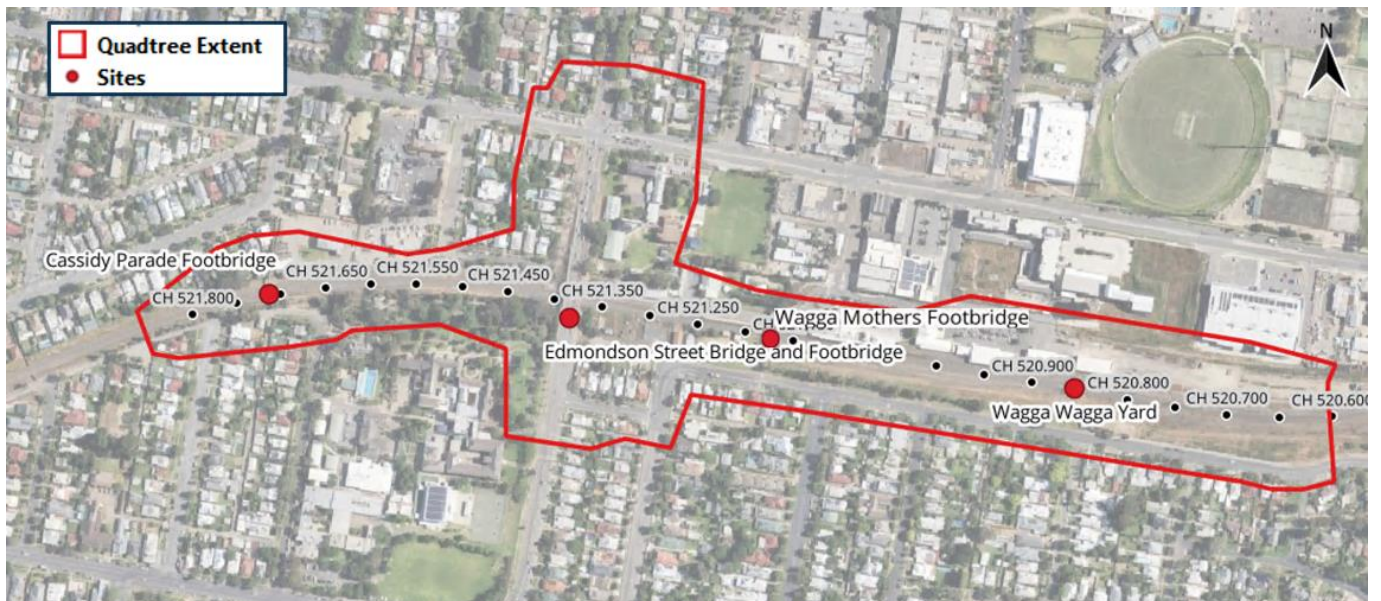 Quadtree Extent
Sites
N
Cassidy Parade Footbridge
CH 521.800
CH 521.650
CH 521.550
CH 521.450
CH 521.350
CH 521.250
Wagga Mothers Footbridge
Edmondson Street Bridge and Footbridge
CH 520.900
CH 520.800
Wagga Wagga Yard
CH 520.700
CH 520.600